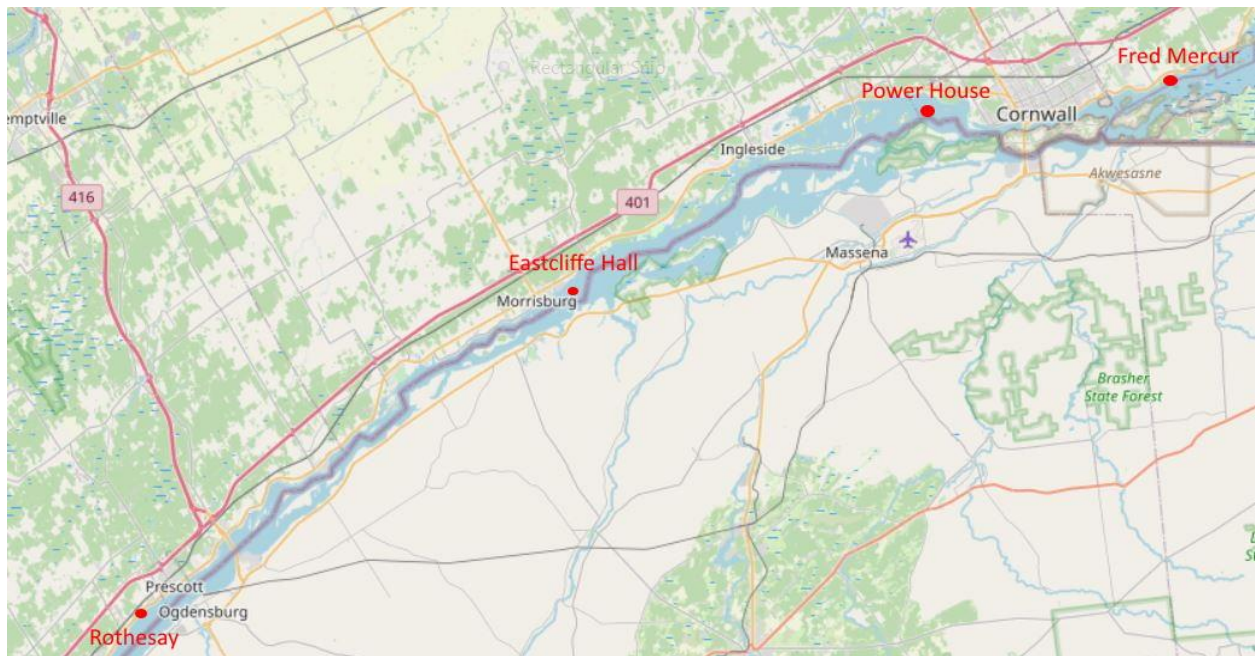 Fred Mercur
Rectangular Snip
Power House
Cornwall
emptville
Ingleside
Akwesasne
416
401
Massena
Eastcliffe Hall
Morrisburg
Brasher
State Forest
Prescott
Ogdensburg
Rothesay